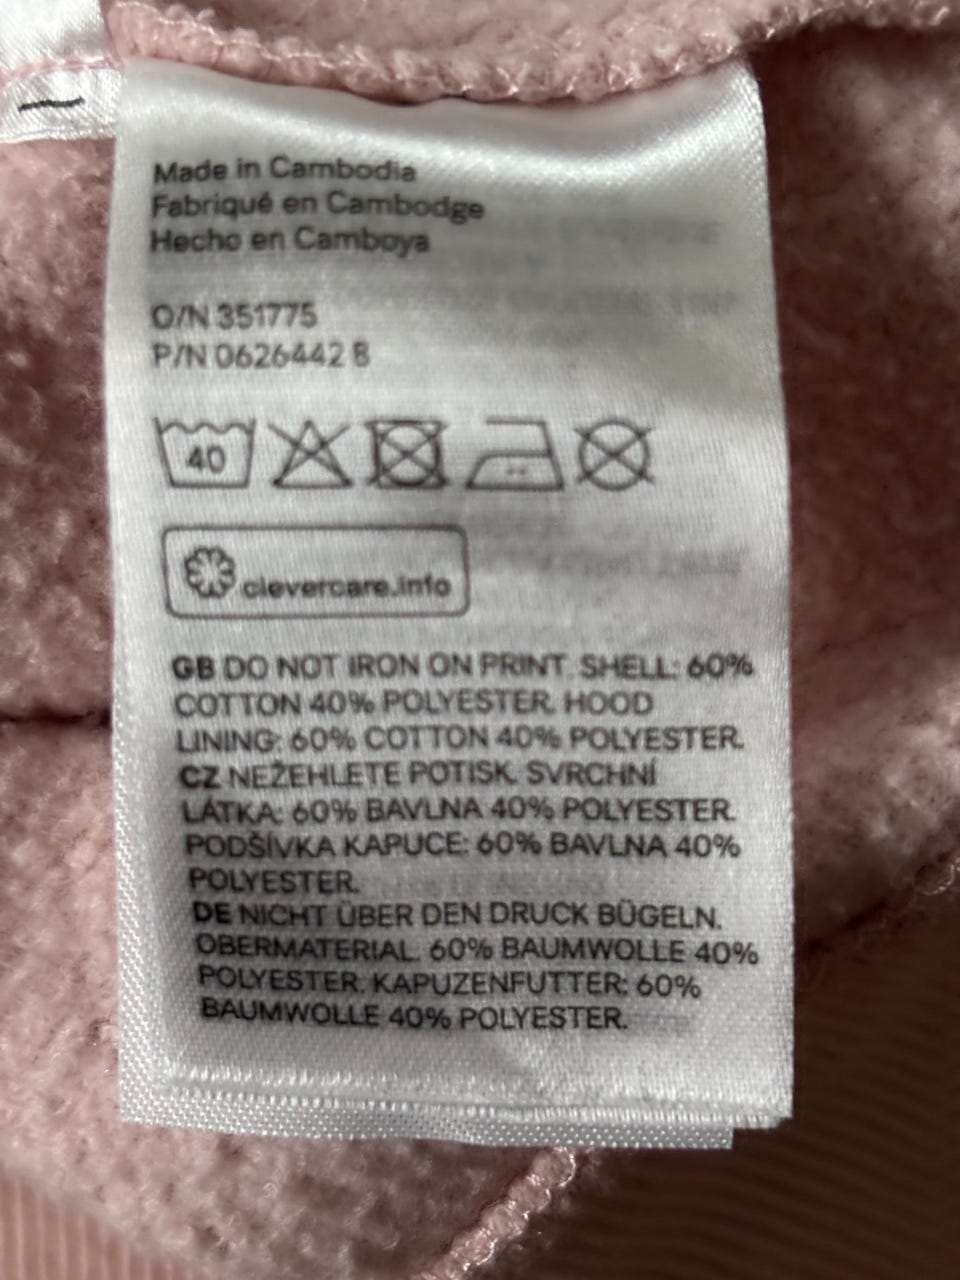 Made in Cambodia
Fabriqué en Cambodge
Hecho en Camboya
O/N 351775
P/N 0626442 8
40
clevercare.info
GB DO NOT IRON ON PRINT. SHELL: 60%
COTTON 40% POLYESTER. HOOD
LINING: 60% COTTON 40% POLYESTER.
CZ NEŽEHLETE POTISK. SVRCHNÍ
LÁTKA: 60% BAVLNA 40% POLYESTER.
PODŠÍVKA KAPUCE: 60% BAVLNA 40%
POLYESTER.
DE NICHT ÜBER DEN DRUCK BÜGELN.
OBERMATERIAL: 60% BAUMWOLLE 40%
POLYESTER. KAPUZENFUTTER: 60%
BAUMWOLLE 40% POLYESTER.